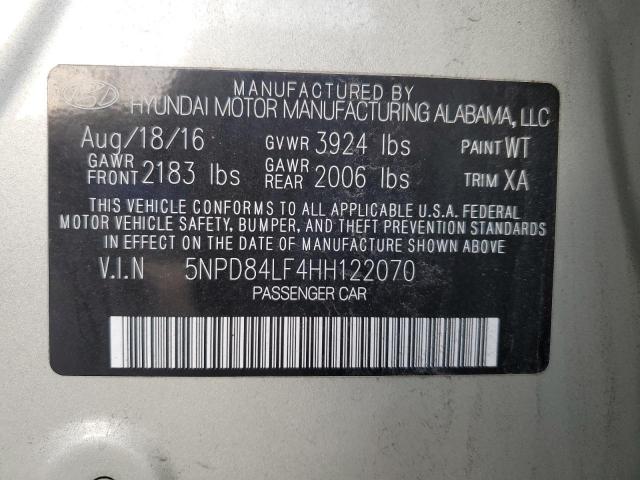 MANUFACTURED BY
HYUNDAI MOTOR MANUFACTURING ALABAMA, LLC
Aug/18/16 GVWR 3924 lbs PAINT WT
GAWR FRONT 2183 lbs GAWR REAR 2006 lbs TRIM XA
THIS VEHICLE CONFORMS TO ALL APPLICABLE U.S.A. FEDERAL
MOTOR VEHICLE SAFETY, BUMPER, AND THEFT PREVENTION STANDARDS
IN EFFECT ON THE DATE OF MANUFACTURE SHOWN ABOVE.
V.I.N 5NPD84LF4HH122070
PASSENGER CAR